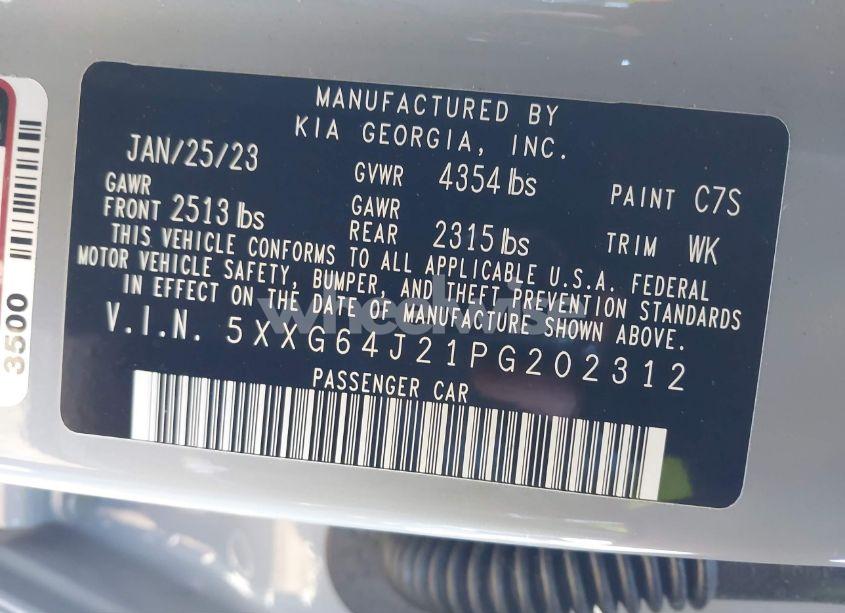 MANUFACTURED BY
KIA GEORGIA, INC.
JAN/25/23 GVWR 4354 lbs PAINT C7S
GAWR GAWR
FRONT 2513 lbs REAR 2315 lbs TRIM WK
THIS VEHICLE CONFORMS TO ALL APPLICABLE U.S.A. FEDERAL
MOTOR VEHICLE SAFETY, BUMPER, AND THEFT PREVENTION STANDARDS
IN EFFECT ON THE DATE OF MANUFACTURE SHOWN ABOVE.
V.I.N. 5XXG64J21PG202312
PASSENGER CAR
3500
wheelwise